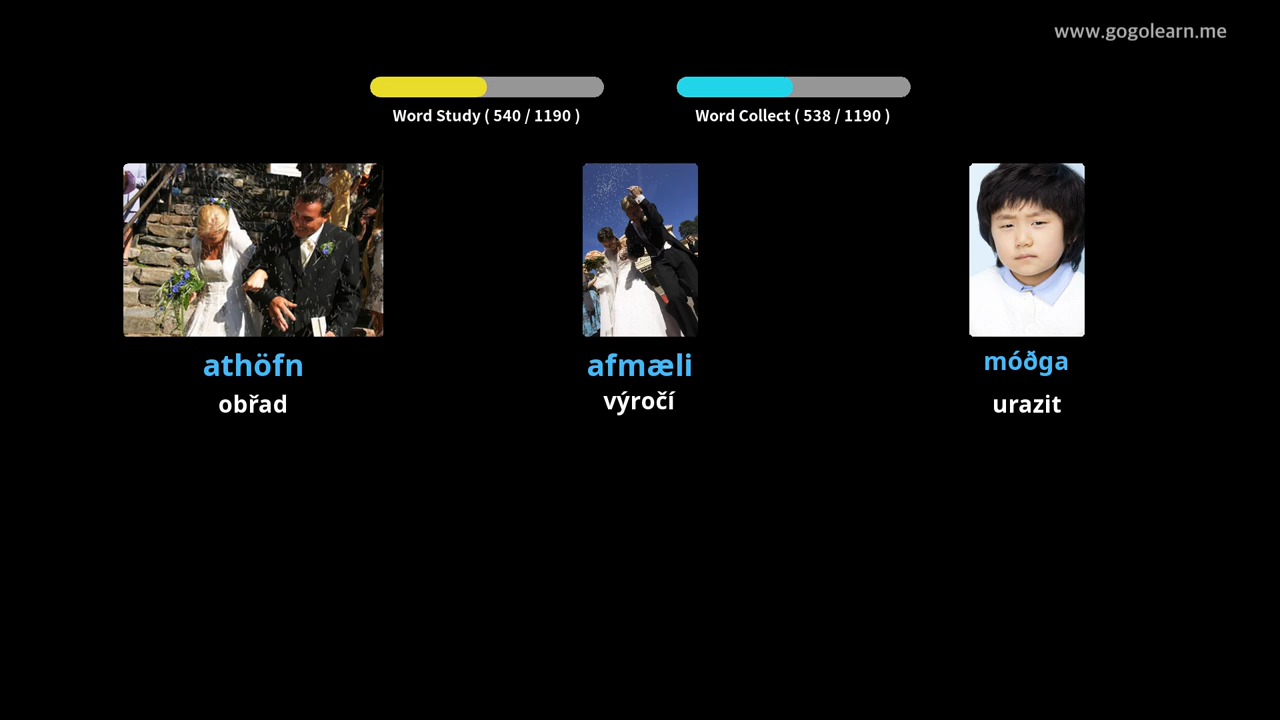 www.gogolearn.me
Word Study ( 540 / 1190 )
Word Collect ( 538 / 1190 )
athöfn
afmæli
móðga
obřad
výročí
urazit